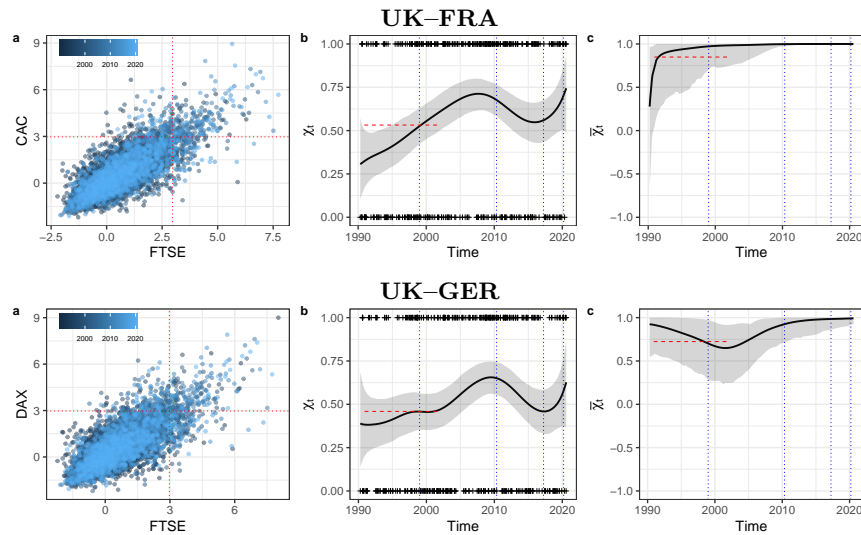 UK–FRA
a
2000 2020
9
6
3
0
CAC
−2.5 0.0 2.5 5.0 7.5
FTSE
b
1.00
0.75
0.50
0.25
0.00
χt
1990 2000 2010 2020
Time
c
1.0
0.5
0.0
−0.5
−1.0
χ̄t
1990 2000 2010 2020
Time
UK–GER
a
2000 2020
9
6
3
0
DAX
0 3 6
FTSE
b
1.00
0.75
0.50
0.25
0.00
χt
1990 2000 2010 2020
Time
c
1.0
0.5
0.0
−0.5
−1.0
χ̄t
1990 2000 2010 2020
Time